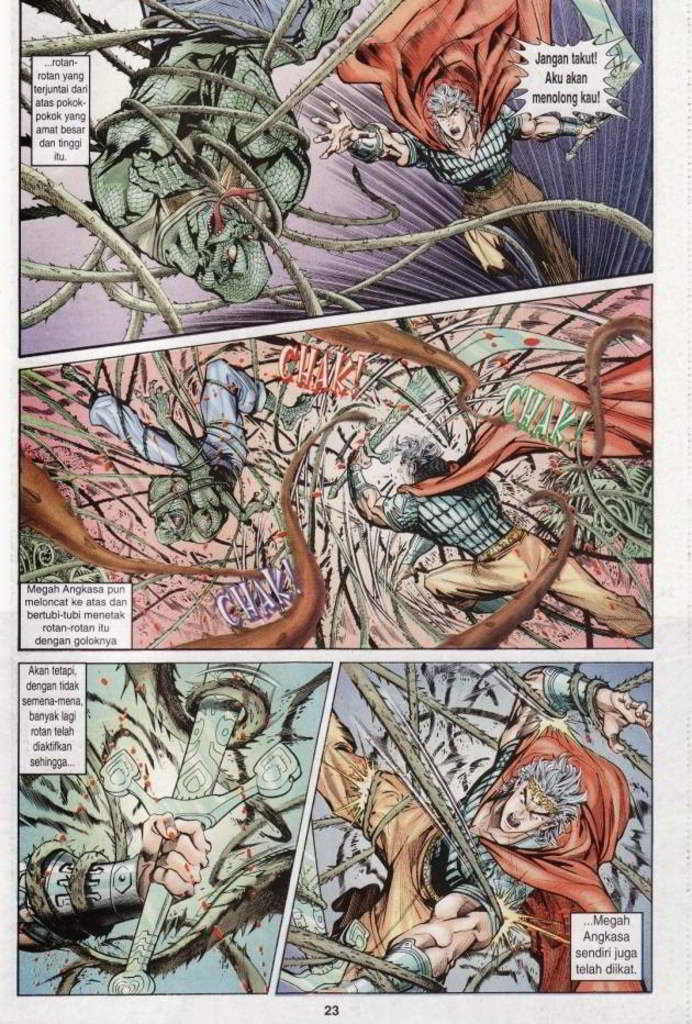 ...rotan-
rotan yang
terjuntai dari
atas pokok-
pokok yang
amat besar
dan tinggi
itu.
Jangan takut!
Aku akan
menolong kau!
CHAK!
CHAK!
CHAK!
Megah Angkasa pun
meloncat ke atas dan
bertubi-tubi menetak
rotan-rotan itu
dengan goloknya
Akan tetapi,
dengan tidak
semena-mena,
banyak lagi
rotan telah
diaktifkan
sehingga...
...Megah
Angkasa
sendiri juga
telah diikat.
23